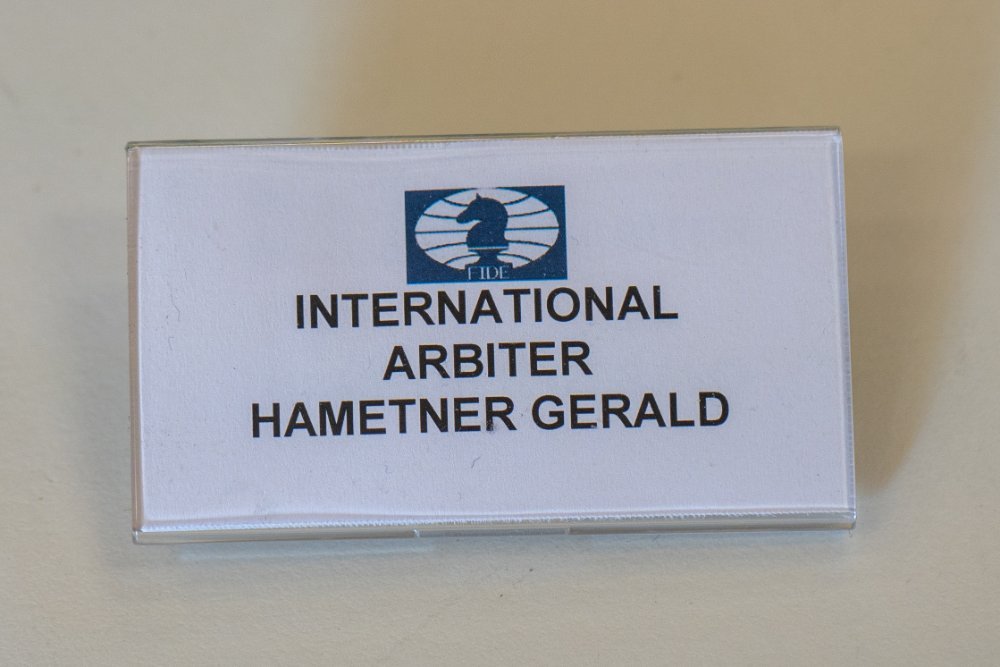 FIDE
INTERNATIONAL
ARBITER
HAMETNER GERALD